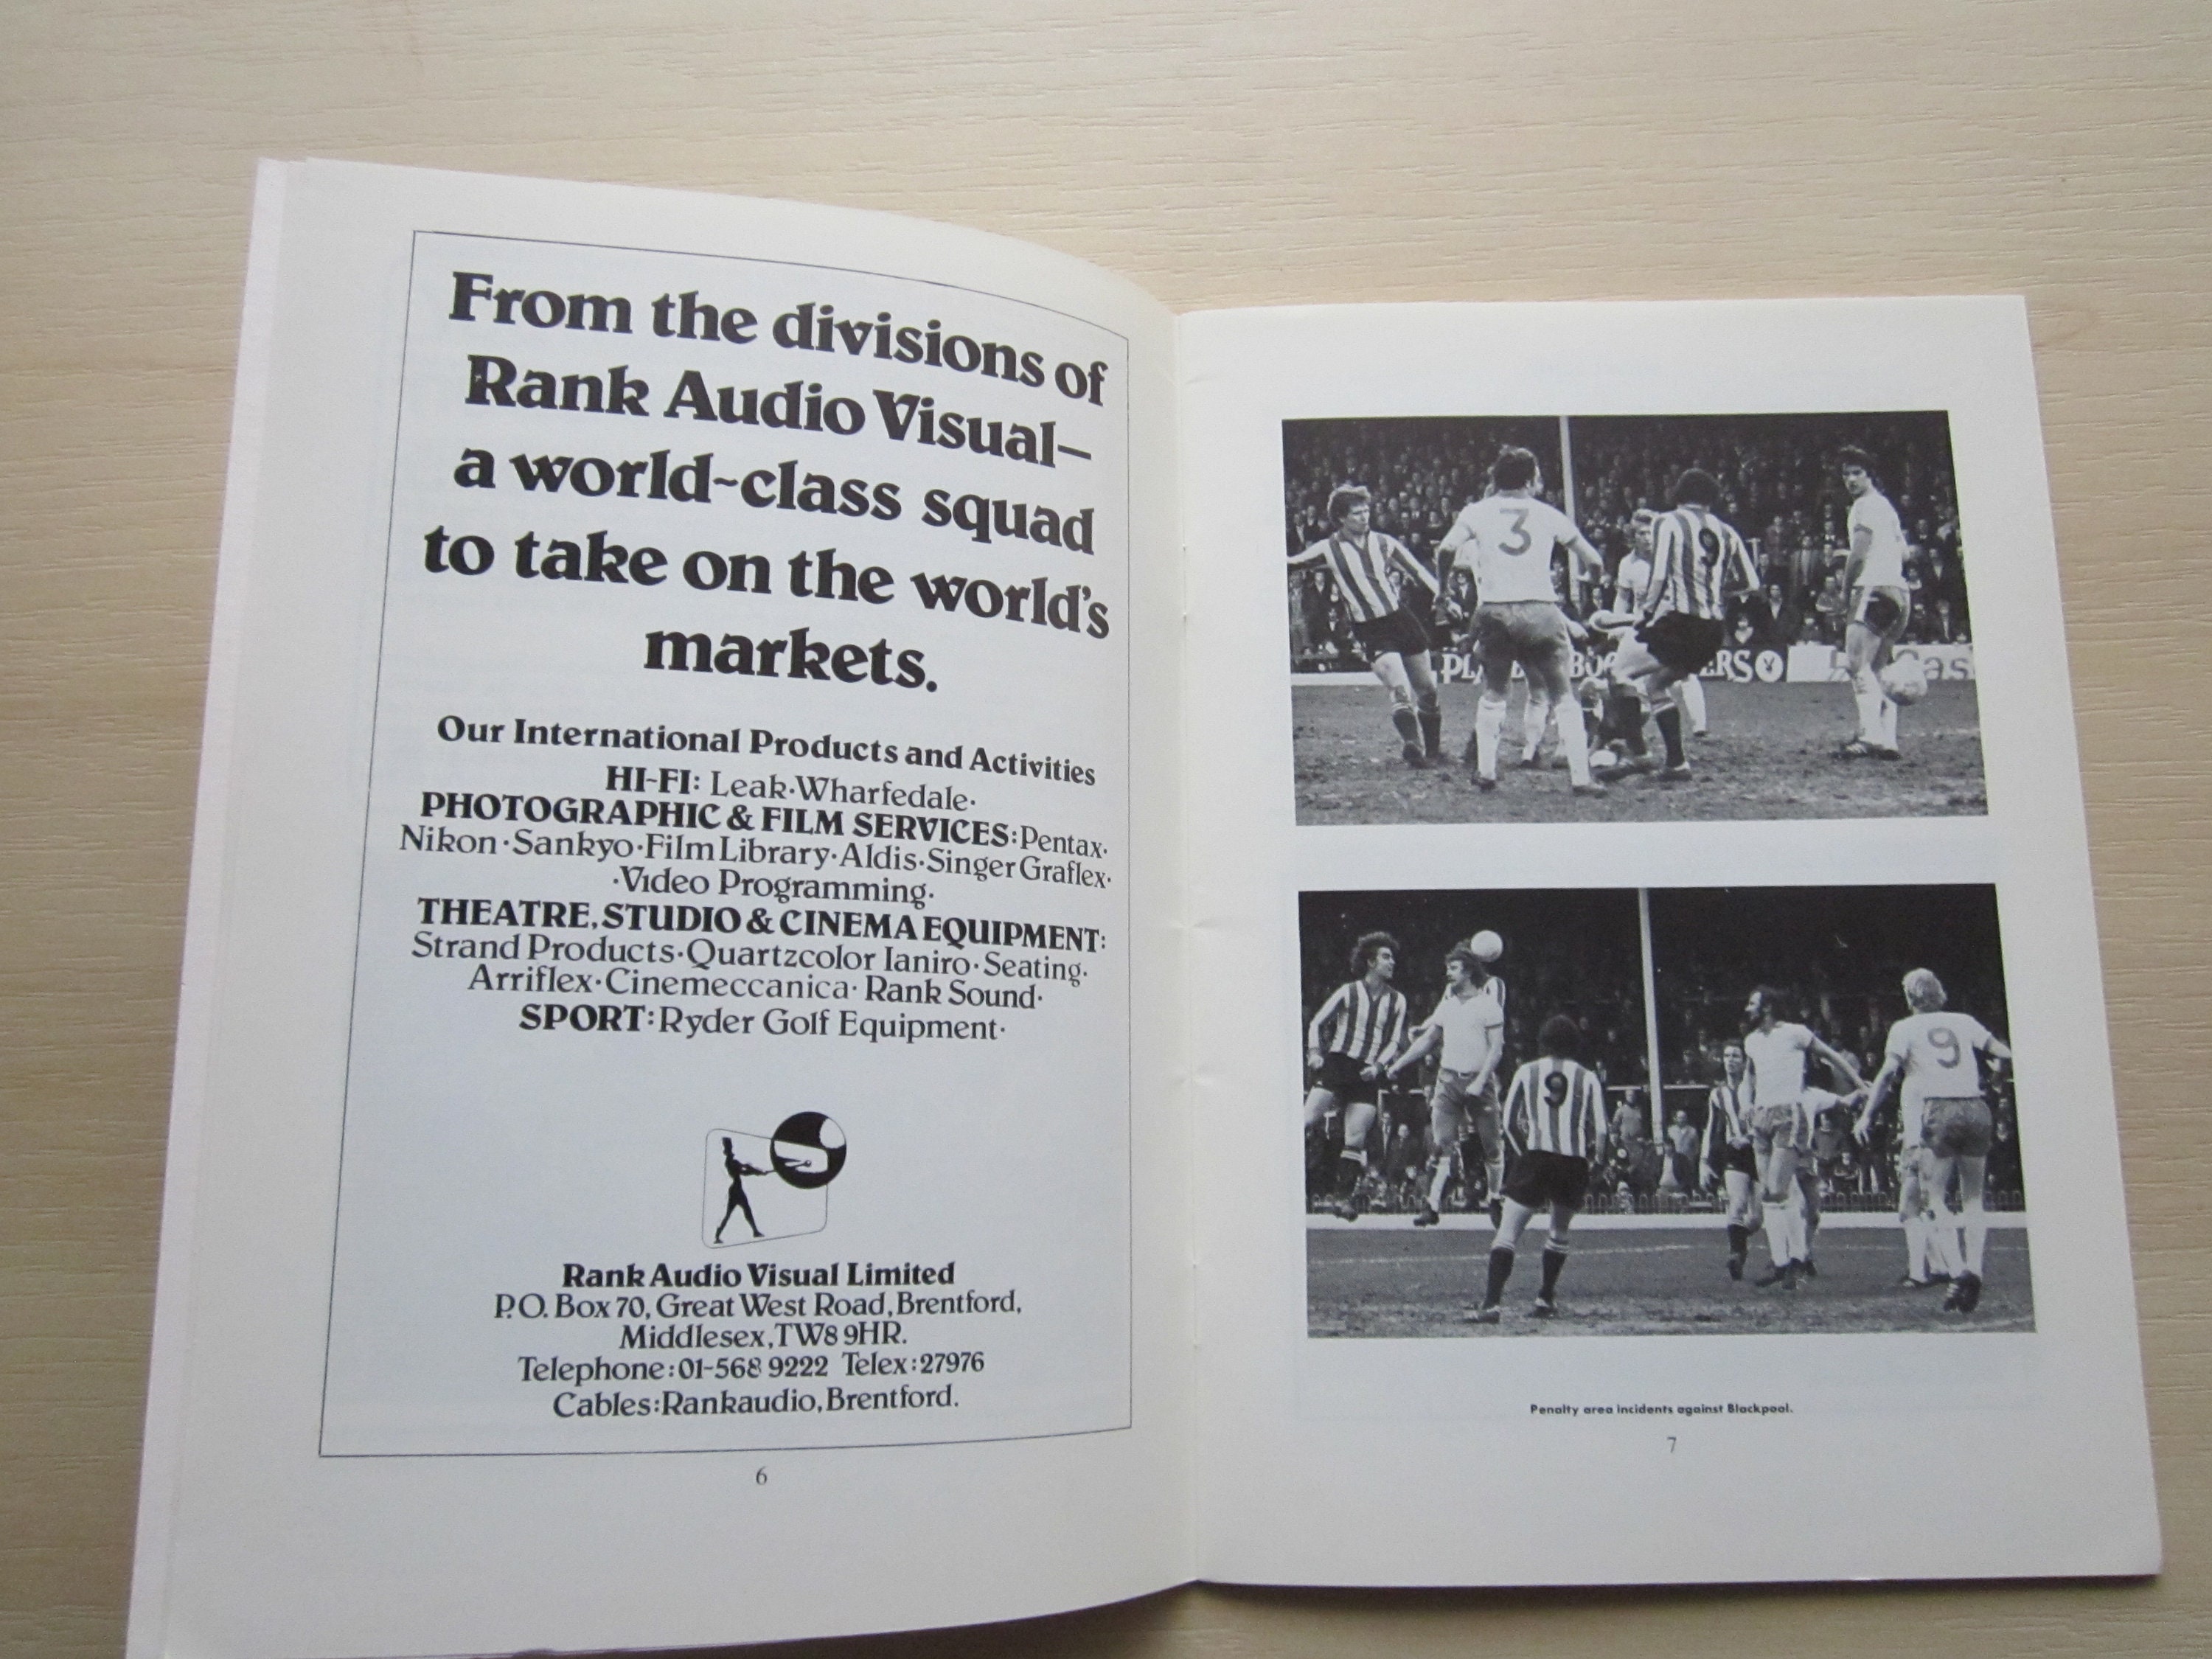 From the divisions of
Rank Audio Visual–
a world-class squad
to take on the world's
markets.
Our International Products and Activities
HI-FI: Leak·Wharfedale·
PHOTOGRAPHIC & FILM SERVICES: Pentax·
Nikon·Sankyo·Film Library·Aldis·Singer Graflex·
·Video Programming·
THEATRE, STUDIO & CINEMA EQUIPMENT:
Strand Products·Quartzcolor Ianiro·Seating·
Arriflex·Cinemeccanica·Rank Sound·
SPORT: Ryder Golf Equipment·
Rank Audio Visual Limited
P.O. Box 70, Great West Road, Brentford,
Middlesex, TW8 9HR.
Telephone: 01-568 9222 Telex: 27976
Cables: Rankaudio, Brentford.
6
3
9
9
9
Penalty area incidents against Blackpool.
7